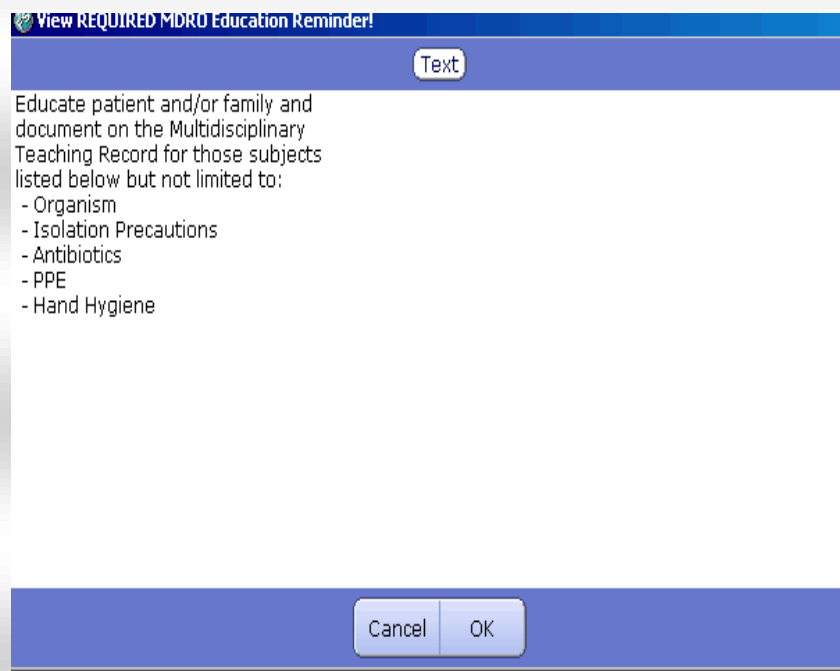 View REQUIRED MDRO Education Reminder!
Text
Educate patient and/or family and
document on the Multidisciplinary
Teaching Record for those subjects
listed below but not limited to:
- Organism
- Isolation Precautions
- Antibiotics
- PPE
- Hand Hygiene
Cancel OK